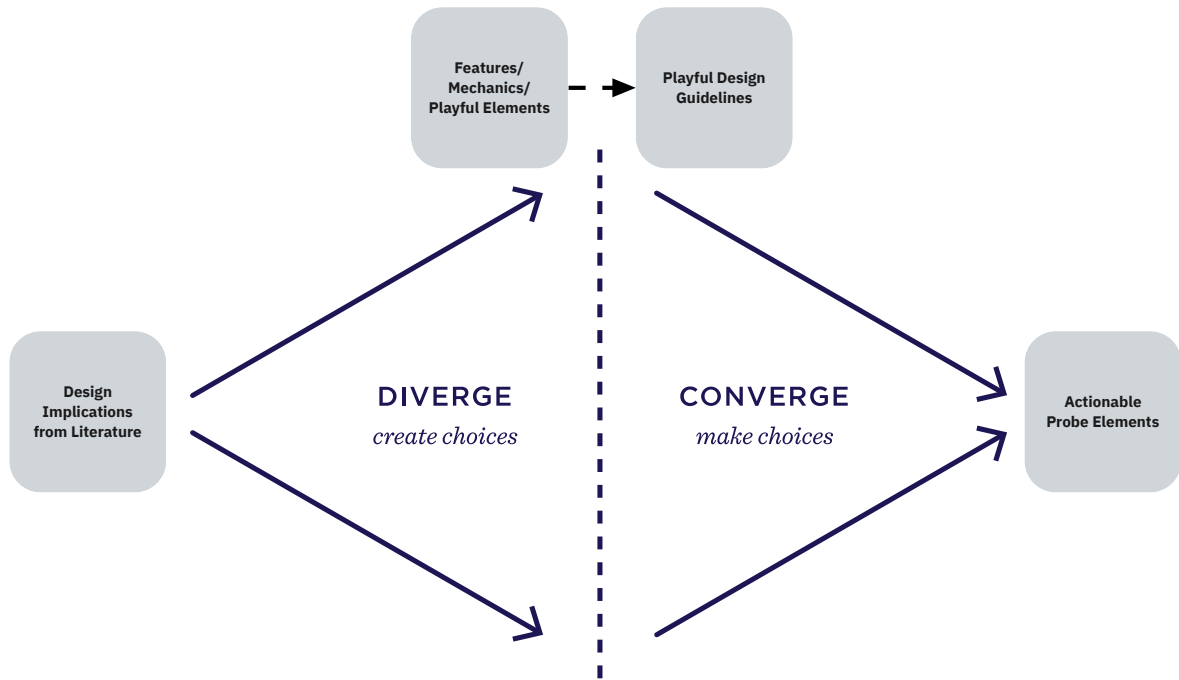 Features/
Mechanics/
Playful Elements
Playful Design
Guidelines
Design
Implications
from Literature
DIVERGE
create choices
CONVERGE
make choices
Actionable
Probe Elements